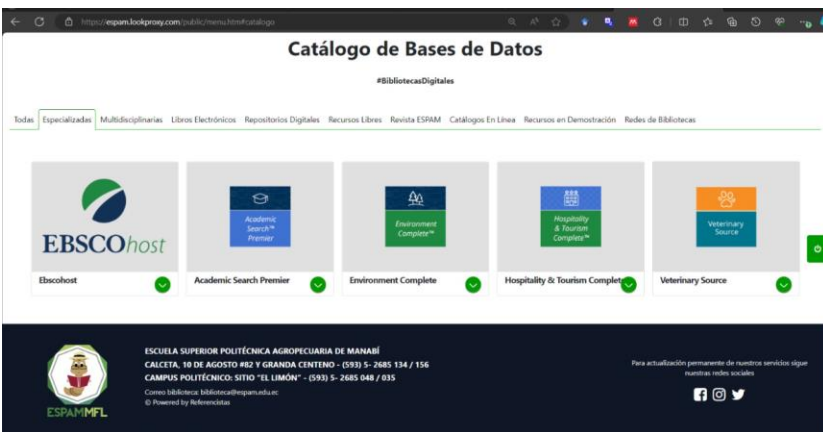 https://espam.lookproxy.com/public/menu.htm#catalogo
Catálogo de Bases de Datos
#BibliotecasDigitales
Todas Especializadas Multidisciplinarias Libros Electrónicos Repositorios Digitales Recursos Libres Revista ESPAM Catálogos En Línea Recursos en Demostración Redes de Bibliotecas
EBSCOhost
Academic
Search™
Premier
Environment
Complete™
Hospitality
& Tourism
Complete™
Veterinary
Source
Ebscohost
Academic Search Premier
Environment Complete
Hospitality & Tourism Complet
Veterinary Source
ESPAMMFL
ESCUELA SUPERIOR POLITÉCNICA AGROPECUARIA DE MANABÍ
CALCETA, 10 DE AGOSTO #82 Y GRANDA CENTENO - (593) 5- 2685 134 / 156
CAMPUS POLITÉCNICO: SITIO "EL LIMÓN" - (593) 5- 2685 048 / 035
Correo biblioteca: biblioteca@espam.edu.ec
© Powered by Referencistas
Para actualización permanente de nuestros servicios sigue
nuestras redes sociales